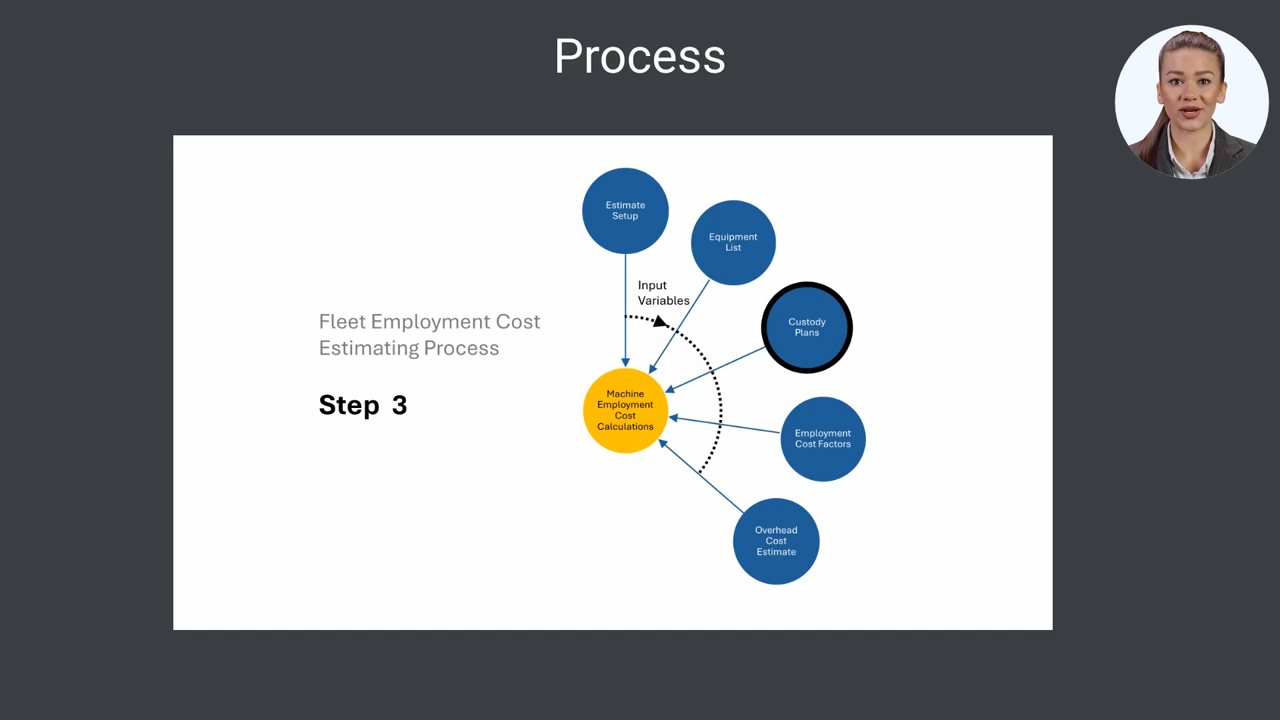 Process
Fleet Employment Cost
Estimating Process
Step 3
Estimate
Setup
Equipment
List
Input
Variables
Custody
Plans
Machine
Employment
Cost
Calculations
Employment
Cost Factors
Overhead
Cost
Estimate